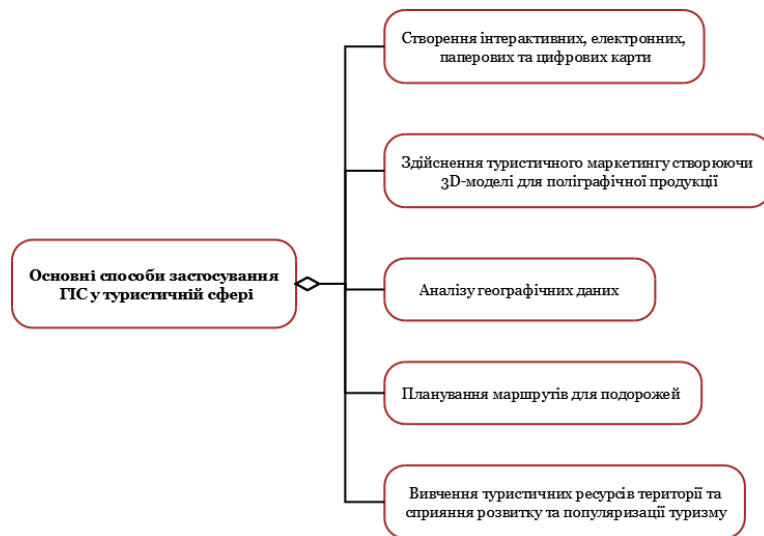 Створення інтерактивних, електронних,
паперових та цифрових карти
Здійснення туристичного маркетингу створюючи
3D-моделі для поліграфічної продукції
Основні способи застосування
ГІС у туристичній сфері
Аналізу географічних даних
Планування маршрутів для подорожей
Вивчення туристичних ресурсів території та
сприяння розвитку та популяризації туризму